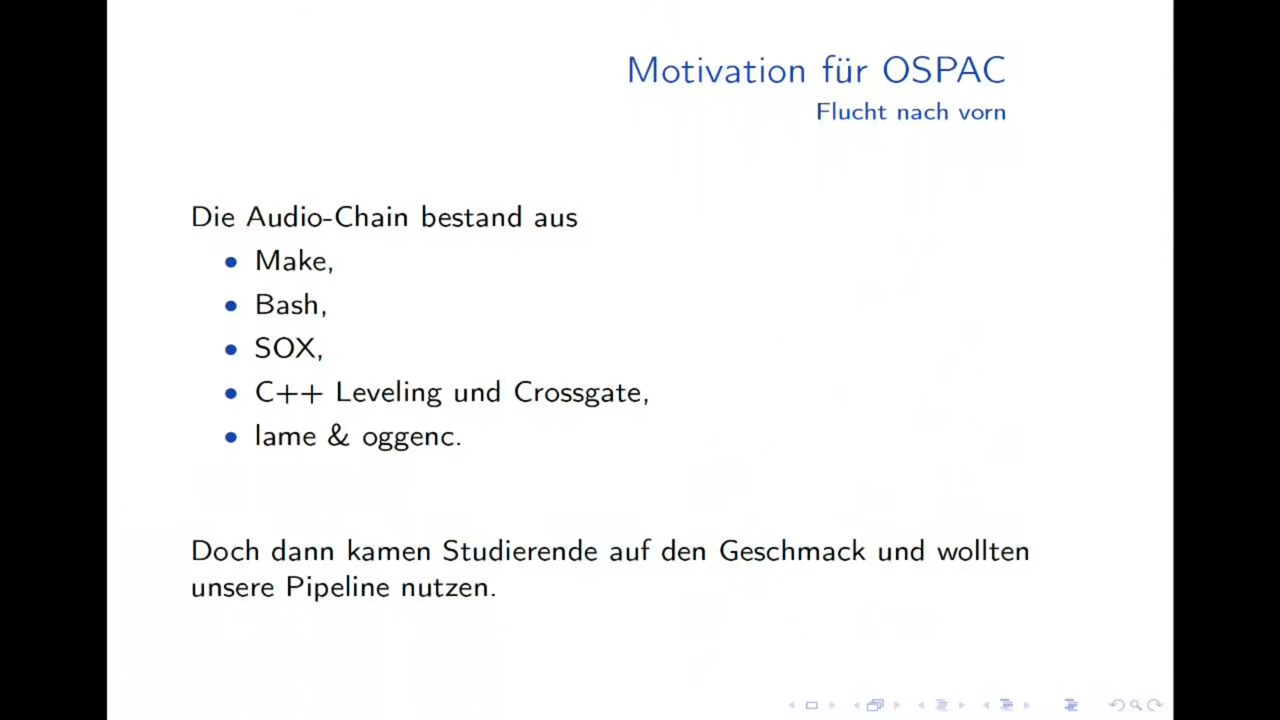 Motivation für OSPAC
Flucht nach vorn
Die Audio-Chain bestand aus
• Make,
• Bash,
• SOX,
• C++ Leveling und Crossgate,
• lame & oggenc.
Doch dann kamen Studierende auf den Geschmack und wollten
unsere Pipeline nutzen.